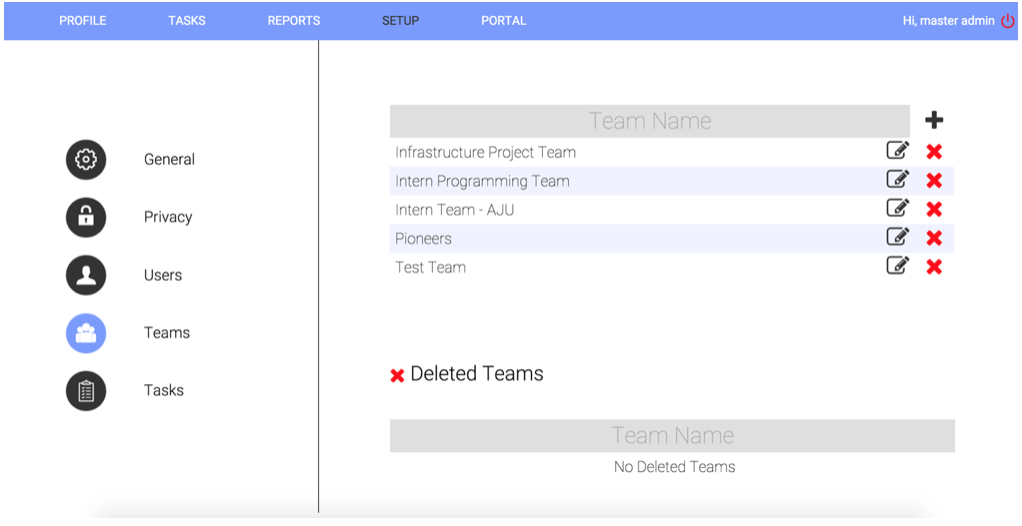 PROFILE TASKS REPORTS SETUP PORTAL Hi, master admin
General
Privacy
Users
Teams
Tasks
Team Name
Infrastructure Project Team
Intern Programming Team
Intern Team - AJU
Pioneers
Test Team
Deleted Teams
Team Name
No Deleted Teams